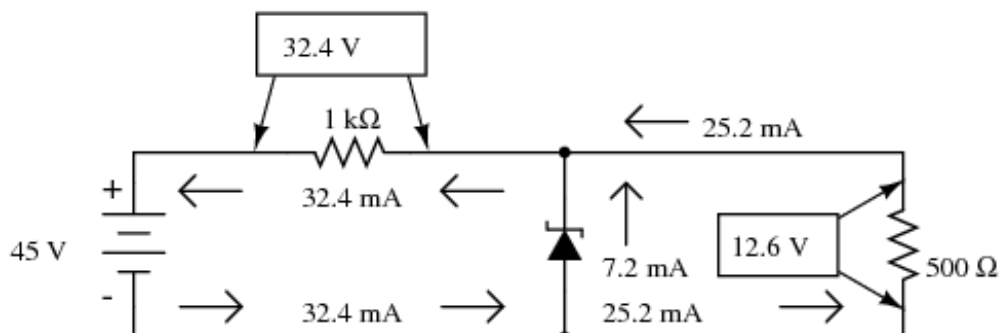 32.4 V
1 kΩ
25.2 mA
+
32.4 mA
45 V
12.6 V
7.2 mA
500 Ω
-
32.4 mA
25.2 mA